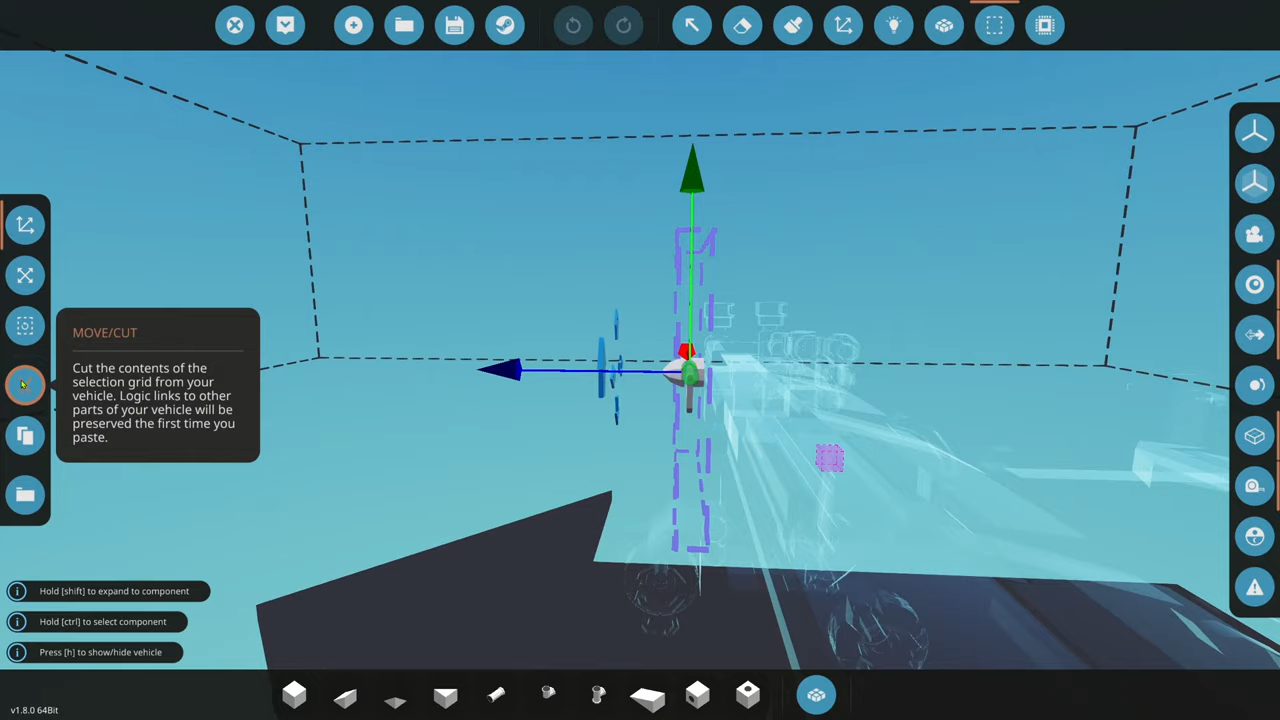 MOVE/CUT
Cut the contents of the
selection grid from your
vehicle. Logic links to other
parts of your vehicle will be
preserved the first time you
paste.
Hold [shift] to expand to component
Hold [ctrl] to select component
Press [h] to show/hide vehicle
v1.8.0 64Bit